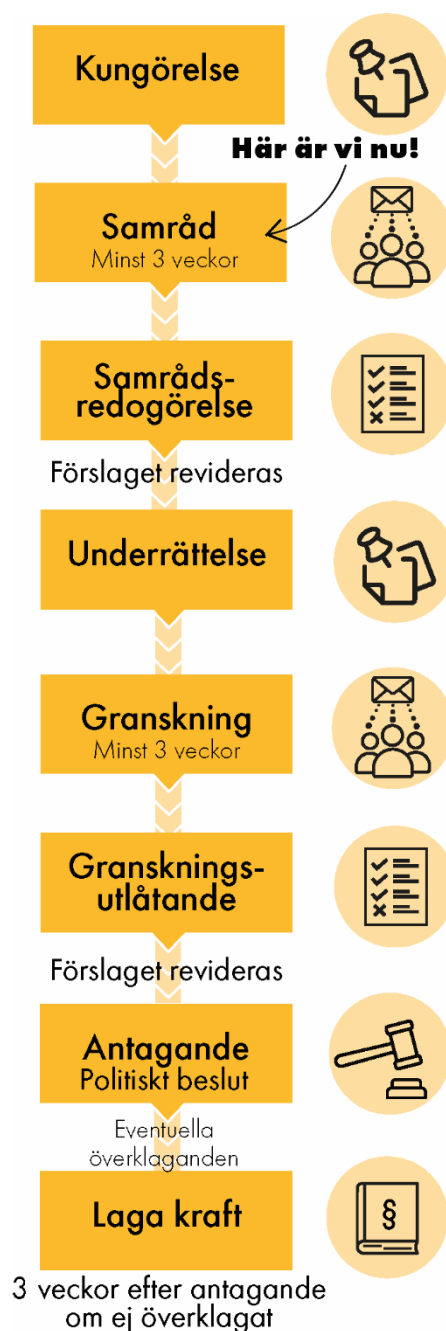 Kungörelse
Här är vi nu!
Samråd
Minst 3 veckor
Samråds-
redogörelse
Förslaget revideras
Underrättelse
Granskning
Minst 3 veckor
Gransknings-
utlåtande
Förslaget revideras
Antagande
Politiskt beslut
Eventuella
överklaganden
Laga kraft
§
3 veckor efter antagande
om ej överklagat